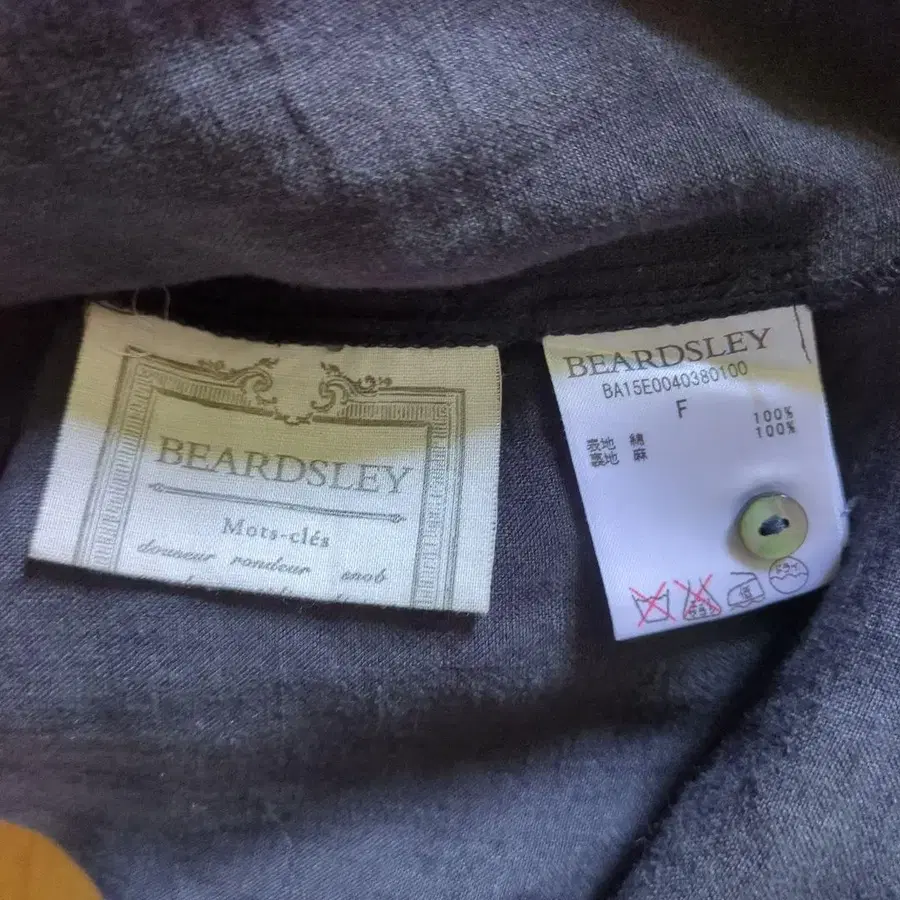 BEARDSLEY
Mots-clés
douceur rondeur snob
BEARDSLEY
BA15E0040380100
F
表地 綿 100%
裏地 麻 100%
低
ドライ